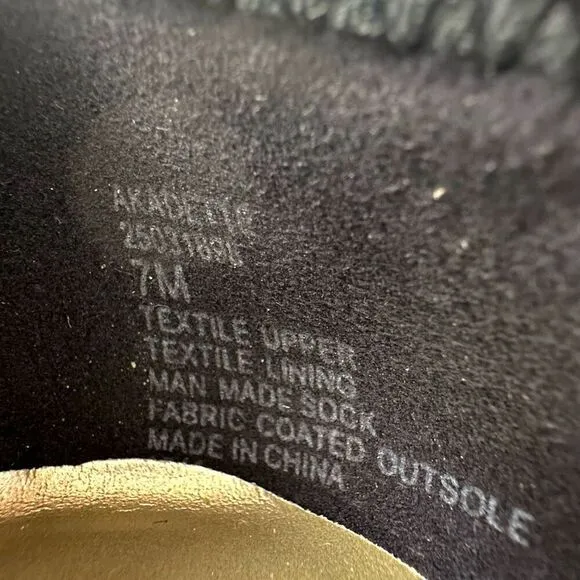 7M
TEXTILE UPPER
TEXTILE LINING
MAN MADE SOCK
FABRIC COATED OUTSOLE
MADE IN CHINA